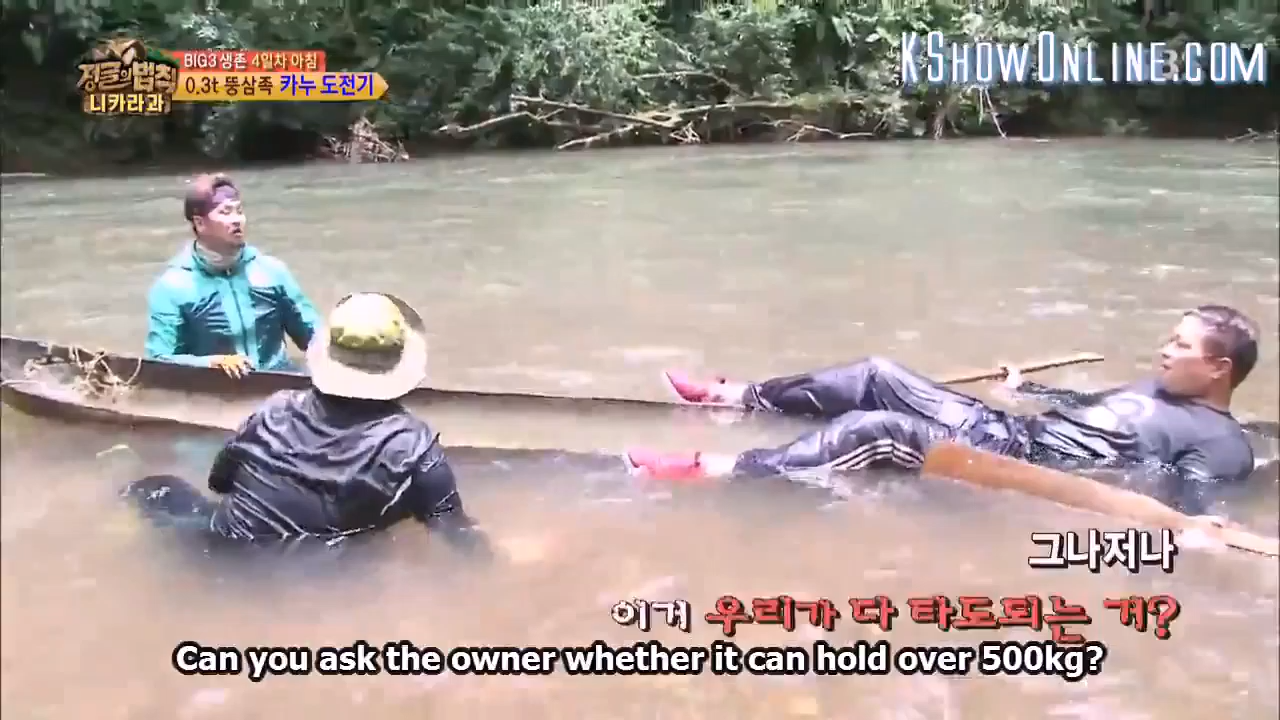 정글의 법칙
니카라과
BIG3 생존 4일차 아침
0.3t 뚱삼족 카누 도전기
KSHOWONLINE.COM
그나저나
이거 우리가 다 타도되는 겨?
Can you ask the owner whether it can hold over 500kg?